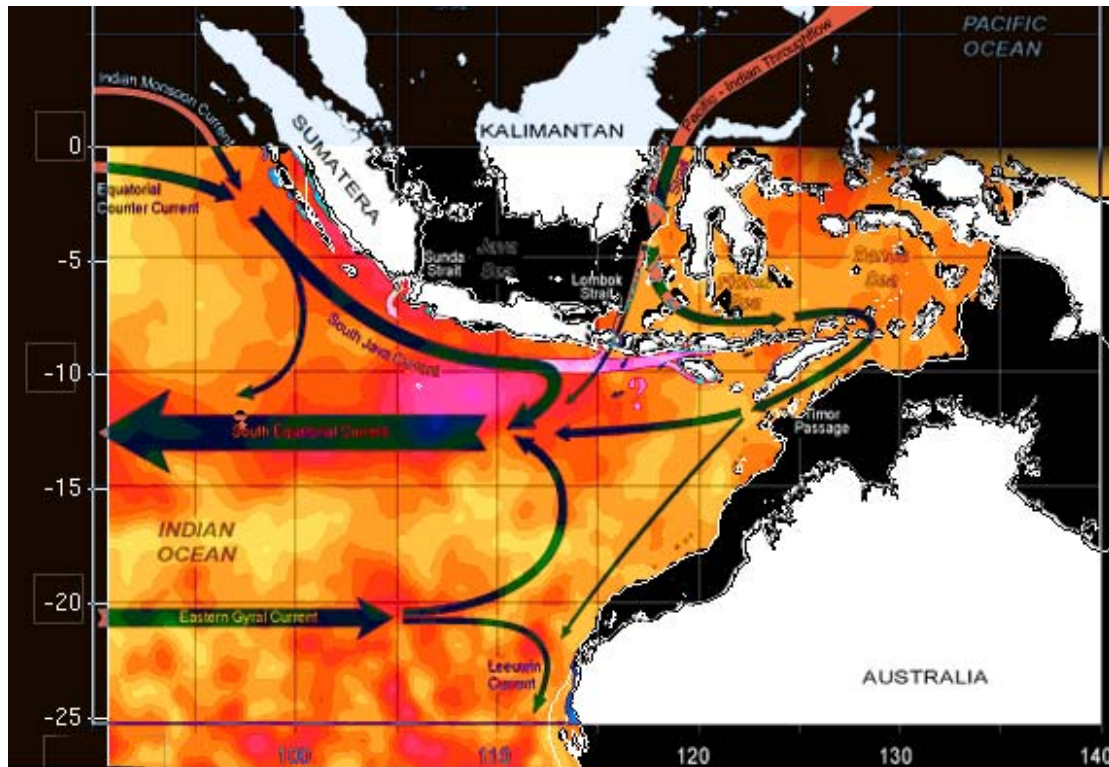 PACIFIC
OCEAN
Indian Monsoon Current
Pacific - Indian Throughflow
SUMATERA
KALIMANTAN
0
Equatorial
Counter Current
-5
Sunda
Strait
Java
Sea
Lombok
Strait
Flores
Sea
Banda
Sea
South Java Current
-10
?
South Equatorial Current
Timor
Passage
-15
INDIAN
OCEAN
-20
Eastern Gyral Current
Leeuwin
Current
AUSTRALIA
-25
100
110
120
130
140